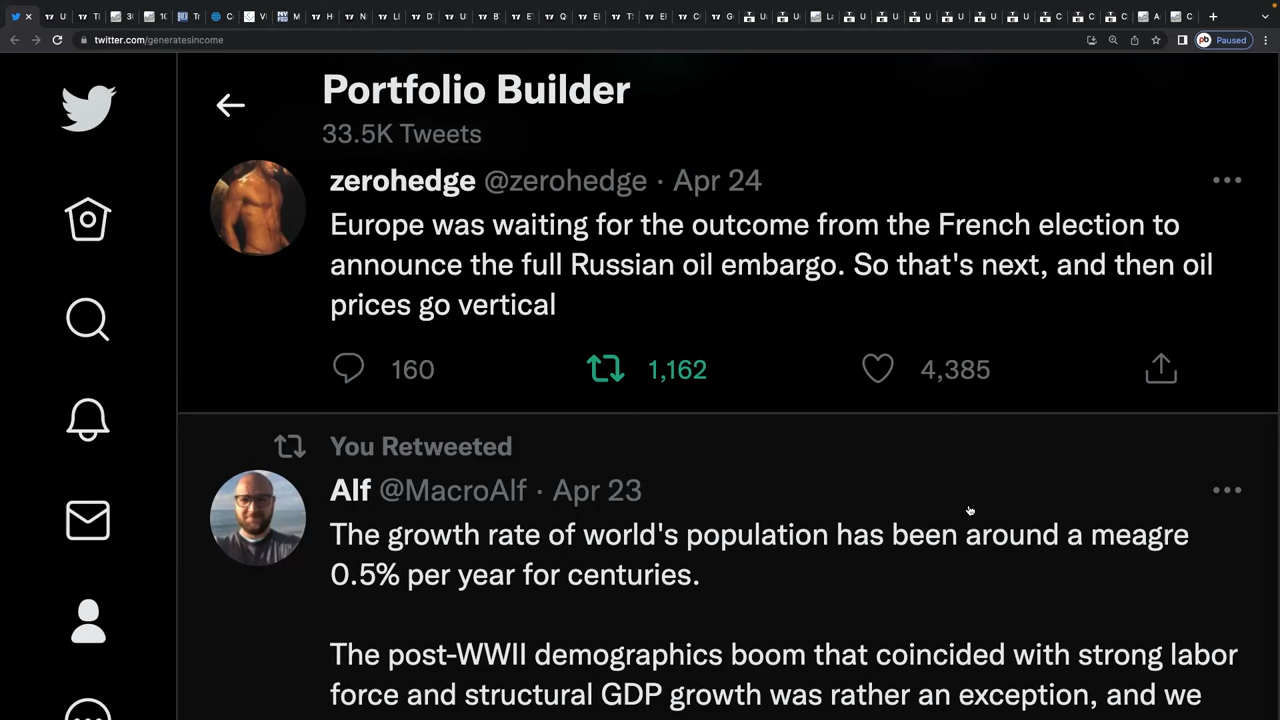 twitter.com/generatesincome
Paused
Portfolio Builder
33.5K Tweets
zerohedge @zerohedge · Apr 24
Europe was waiting for the outcome from the French election to
announce the full Russian oil embargo. So that's next, and then oil
prices go vertical
160 1,162 4,385
You Retweeted
Alf @MacroAlf · Apr 23
The growth rate of world's population has been around a meagre
0.5% per year for centuries.
The post-WWII demographics boom that coincided with strong labor
force and structural GDP growth was rather an exception, and we